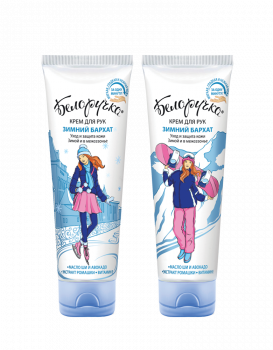 Белоручка®
КРЕМ ДЛЯ РУК
ЗИМНИЙ БАРХАТ
Уход и защита кожи
Зимой и в межсезонье
•МАСЛО ШИ И АВОКАДО
•ЭКСТРАКТ РОМАШКИ •ВИТАМИН
Белоручка®
КРЕМ ДЛЯ РУК
ЗИМНИЙ БАРХАТ
Уход и защита кожи
Зимой и в межсезонье
•МАСЛО ШИ И АВОКАДО
•ЭКСТРАКТ РОМАШКИ •ВИТАМИН